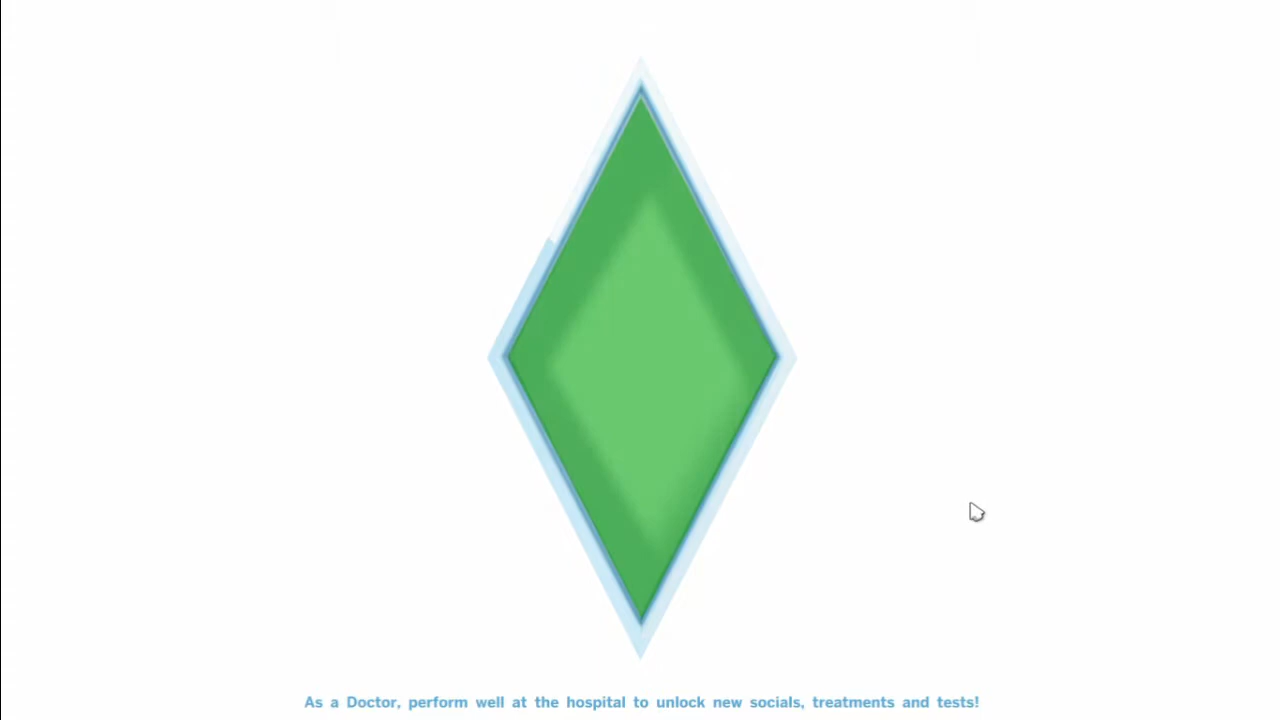 As a Doctor, perform well at the hospital to unlock new socials, treatments and tests!